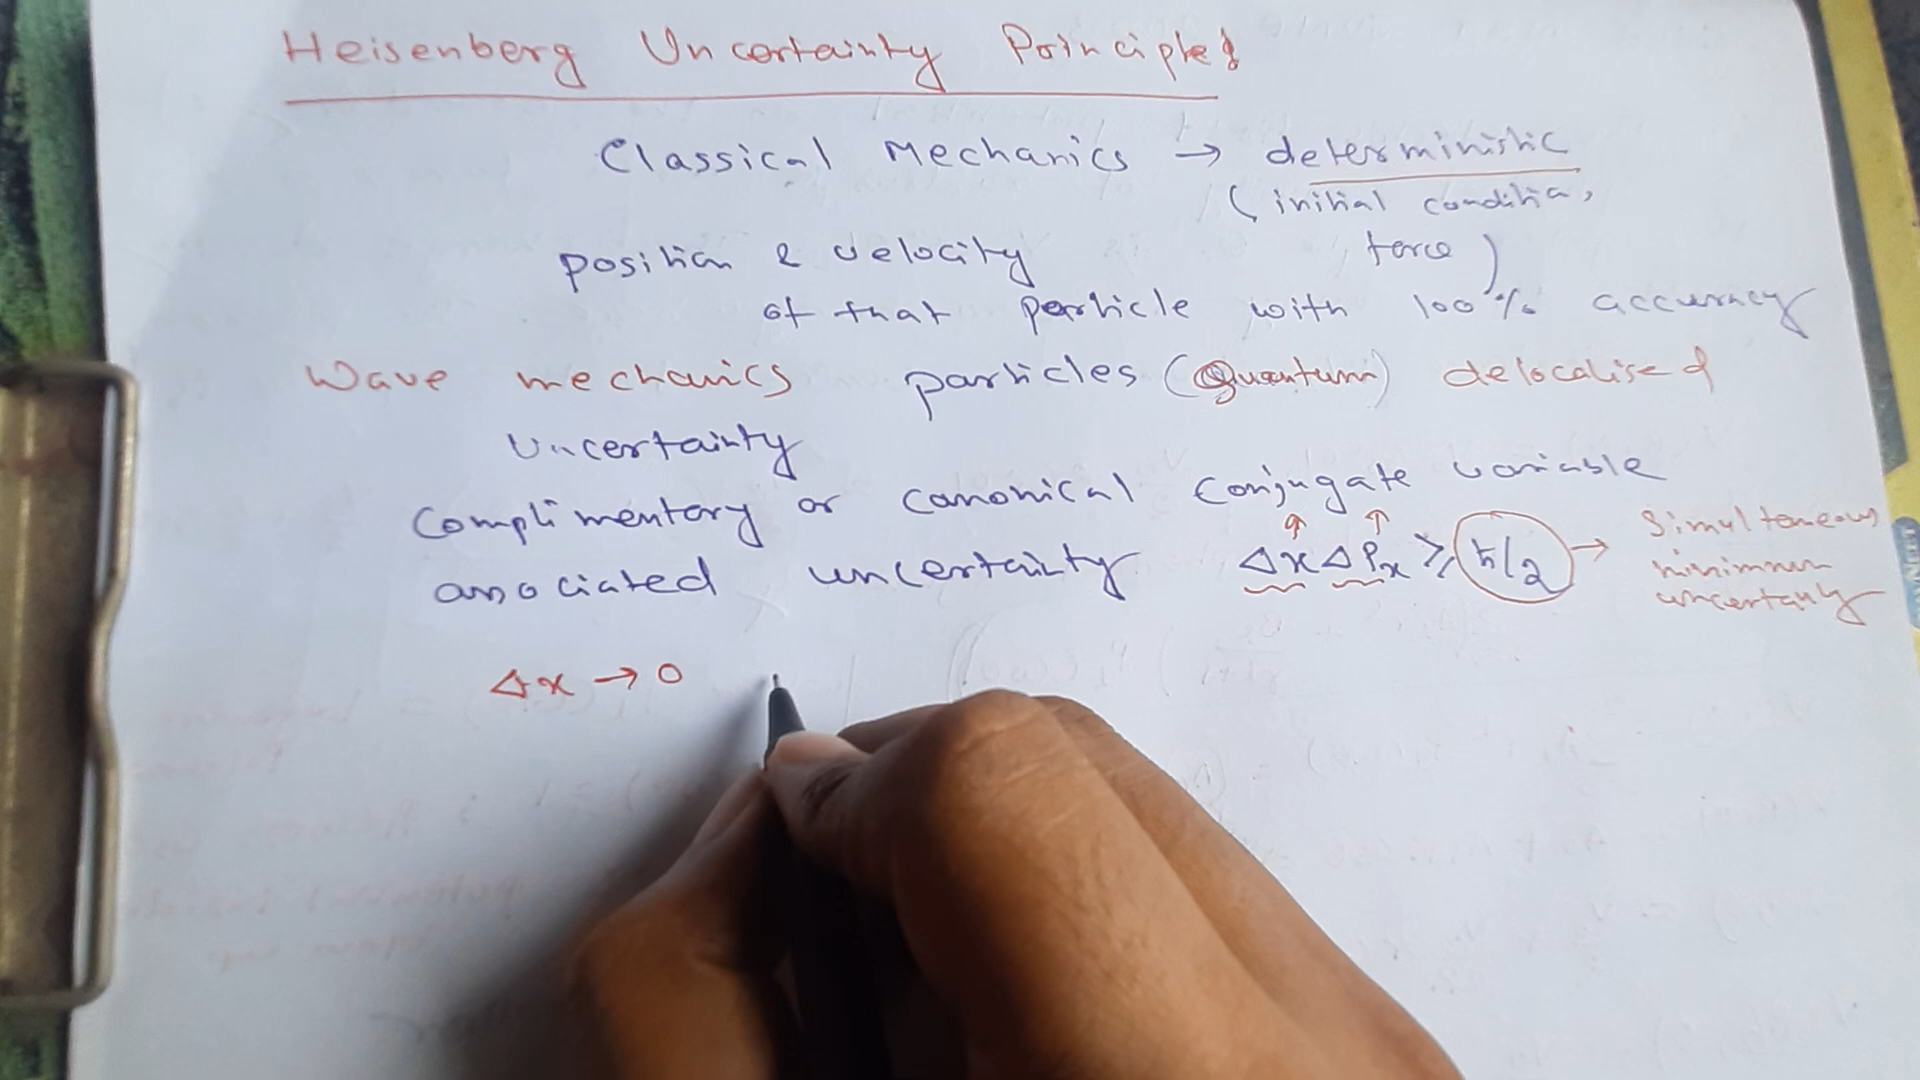 Heisenberg Uncertainty Principle :
Classical Mechanics → deterministic
( initial condition,
force )
position & velocity
of that particle with 100 % accuracy
Wave mechanics particles (Quantum) delocalised
Uncertainty
Complimentary or canonical conjugate variable
associated uncertainty Δx ΔPx ≥ ħ/2 → Simultaneous
minimum
uncertainty
Δx → 0